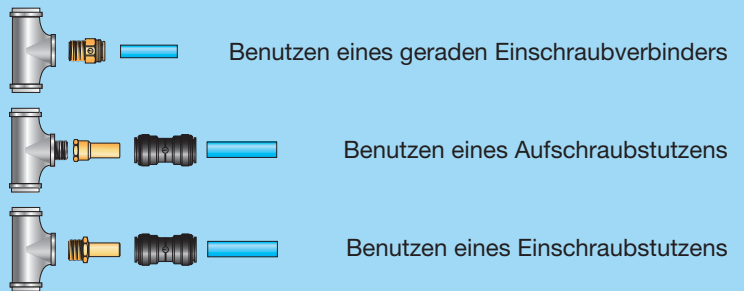 Benutzen eines geraden Einschraubverbinders
Benutzen eines Aufschraubstutzens
Benutzen eines Einschraubstutzens